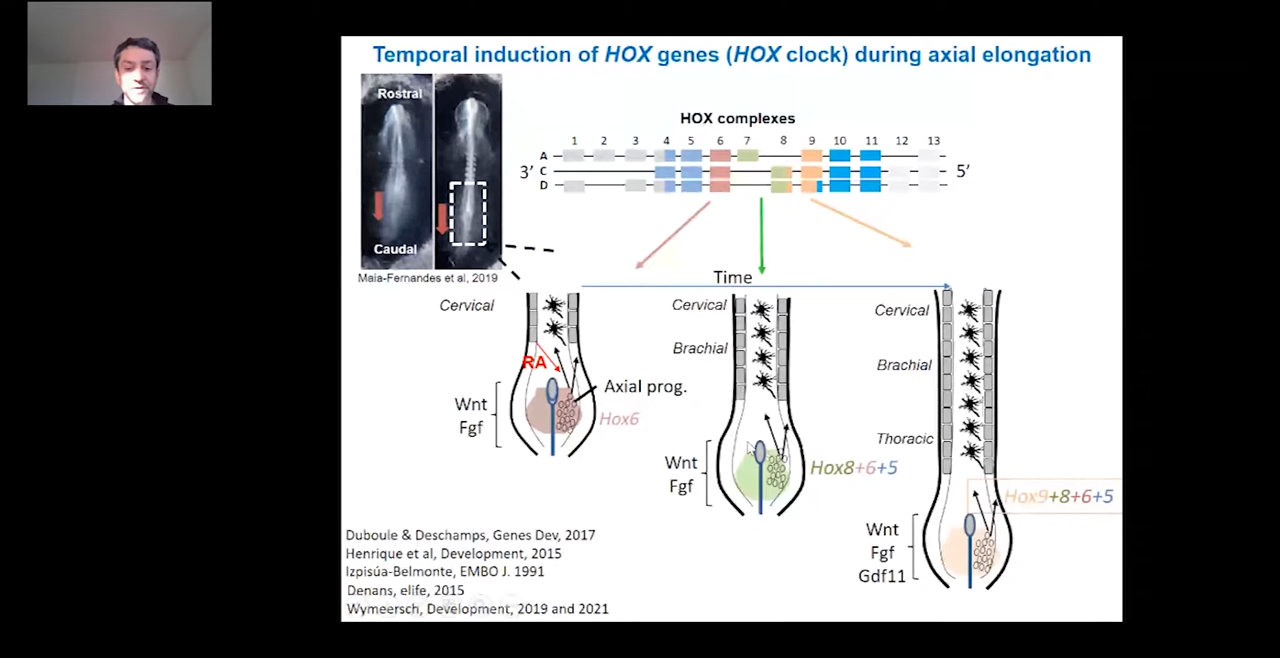 Temporal induction of HOX genes (HOX clock) during axial elongation
Rostral
Caudal
Maia-Fernandes et al, 2019
HOX complexes
1 2 3 4 5 6 7 8 9 10 11 12 13
A
3' C 5'
D
Time
Cervical
RA
Axial prog.
Wnt
Fgf
Hox6
Cervical
Brachial
Wnt
Fgf
Hox8+6+5
Cervical
Brachial
Thoracic
Hox9+8+6+5
Wnt
Fgf
Gdf11
Duboule & Deschamps, Genes Dev, 2017
Henrique et al, Development, 2015
Izpisúa-Belmonte, EMBO J. 1991
Denans, elife, 2015
Wymeersch, Development, 2019 and 2021